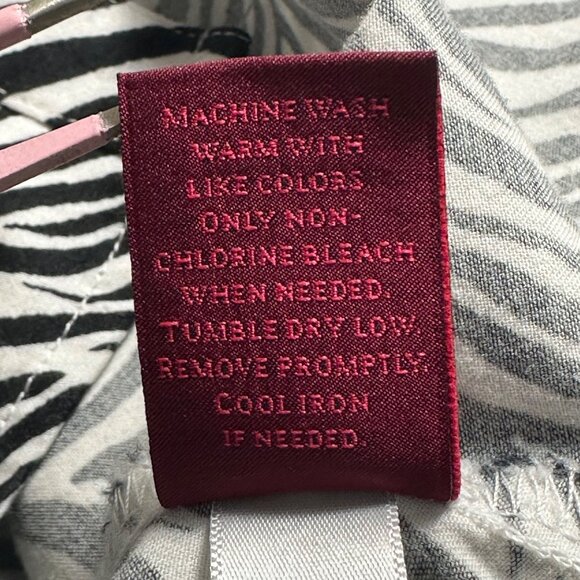 MACHINE WASH
WARM WITH
LIKE COLORS.
ONLY NON-
CHLORINE BLEACH
WHEN NEEDED.
TUMBLE DRY LOW.
REMOVE PROMPTLY.
COOL IRON
IF NEEDED.